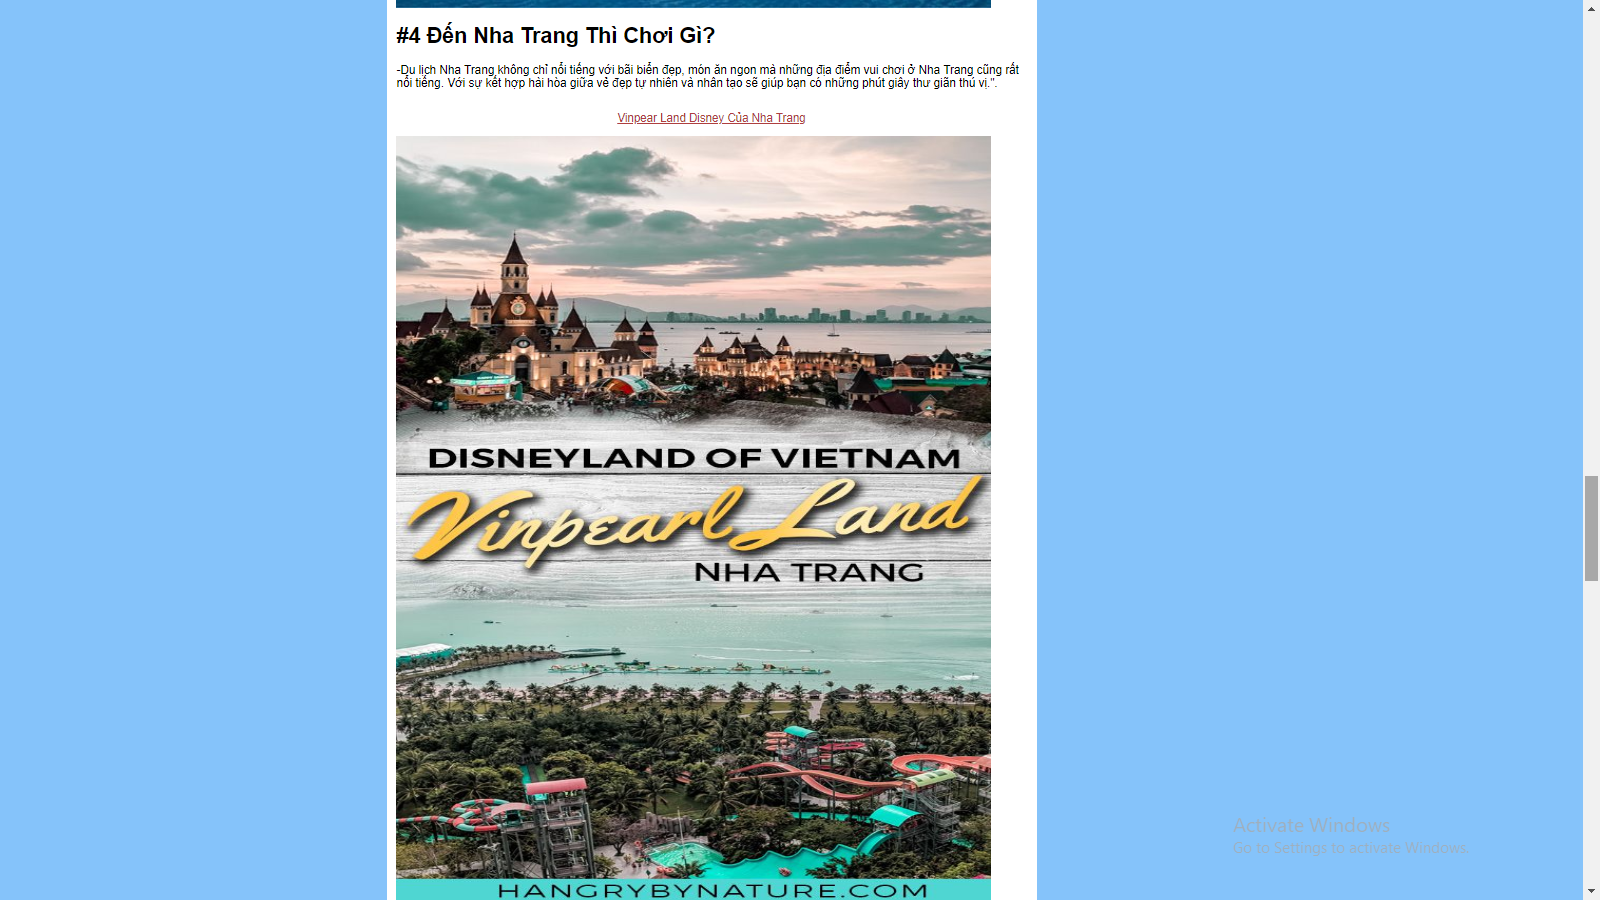 #4 Đến Nha Trang Thì Chơi Gì?
-Du lịch Nha Trang không chỉ nổi tiếng với bãi biển đẹp, món ăn ngon mà những địa điểm vui chơi ở Nha Trang cũng rất
nổi tiếng. Với sự kết hợp hài hòa giữa vẻ đẹp tự nhiên và nhân tạo sẽ giúp bạn có những phút giây thư giãn thú vị.".
Vinpear Land Disney Của Nha Trang
DISNEYLAND OF VIETNAM
Vinpearl Land
NHA TRANG
HANGRYBYNATURE.COM
Activate Windows
Go to Settings to activate Windows.